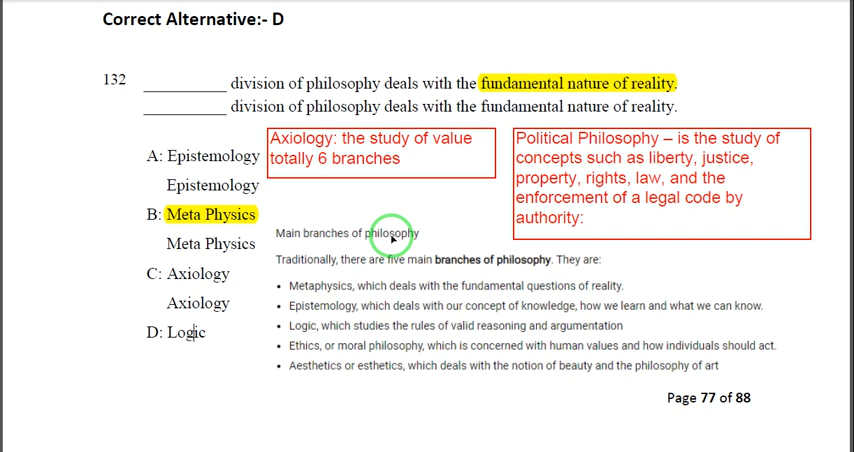 Correct Alternative:- D
132
__________ division of philosophy deals with the fundamental nature of reality.
__________ division of philosophy deals with the fundamental nature of reality.
A: Epistemology
Epistemology
B: Meta Physics
Meta Physics
C: Axiology
Axiology
D: Logic
Axiology: the study of value
totally 6 branches
Political Philosophy – is the study of
concepts such as liberty, justice,
property, rights, law, and the
enforcement of a legal code by
authority:
Main branches of philosophy
Traditionally, there are five main branches of philosophy. They are:
• Metaphysics, which deals with the fundamental questions of reality.
• Epistemology, which deals with our concept of knowledge, how we learn and what we can know.
• Logic, which studies the rules of valid reasoning and argumentation
• Ethics, or moral philosophy, which is concerned with human values and how individuals should act.
• Aesthetics or esthetics, which deals with the notion of beauty and the philosophy of art
Page 77 of 88